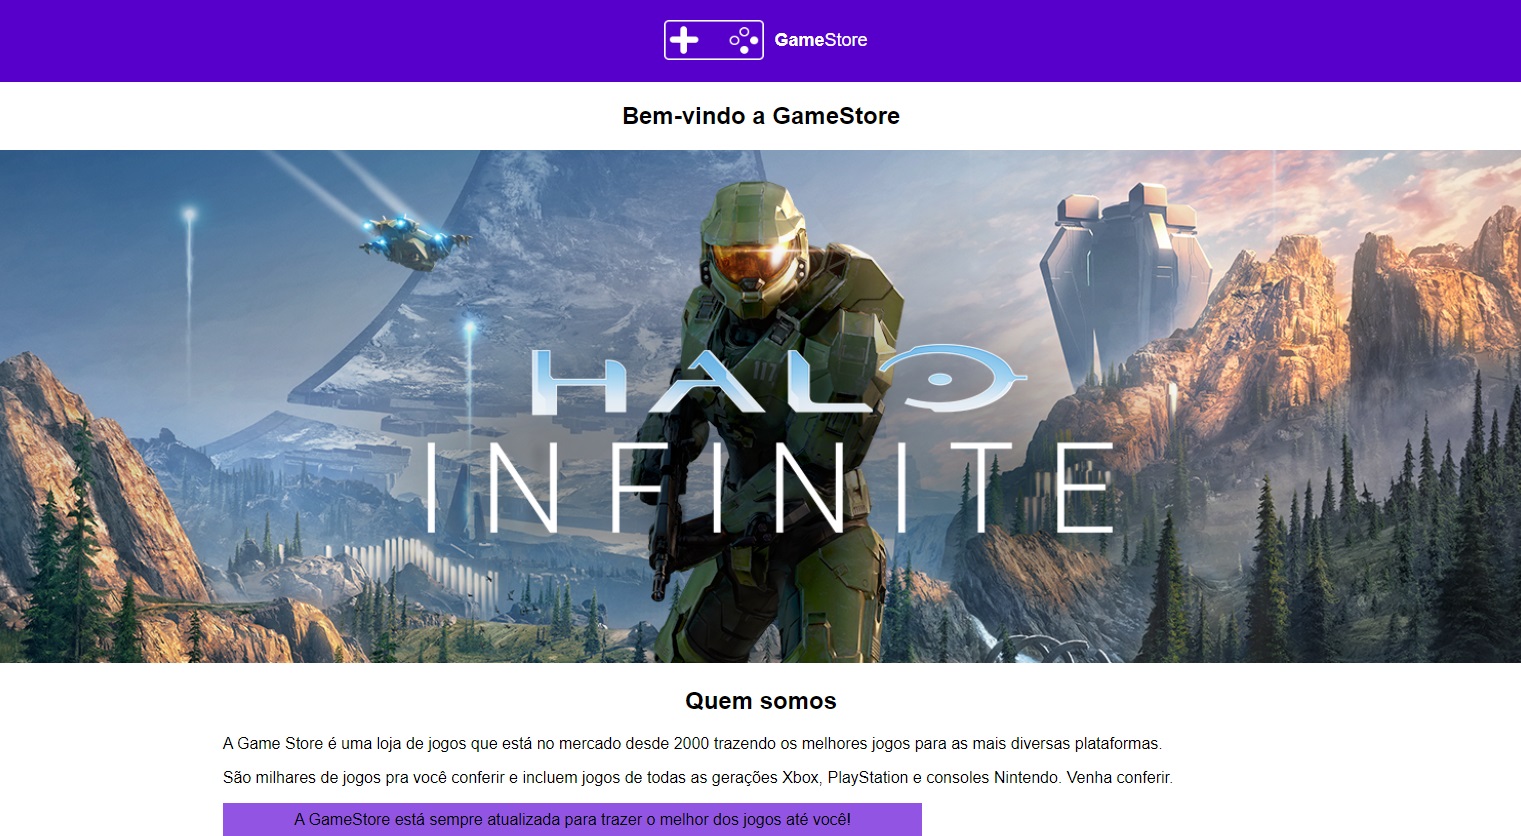 GameStore
Bem-vindo a GameStore
HALO
INFINITE
Quem somos
A Game Store é uma loja de jogos que está no mercado desde 2000 trazendo os melhores jogos para as mais diversas plataformas.
São milhares de jogos pra você conferir e incluem jogos de todas as gerações Xbox, PlayStation e consoles Nintendo. Venha conferir.
A GameStore está sempre atualizada para trazer o melhor dos jogos até você!